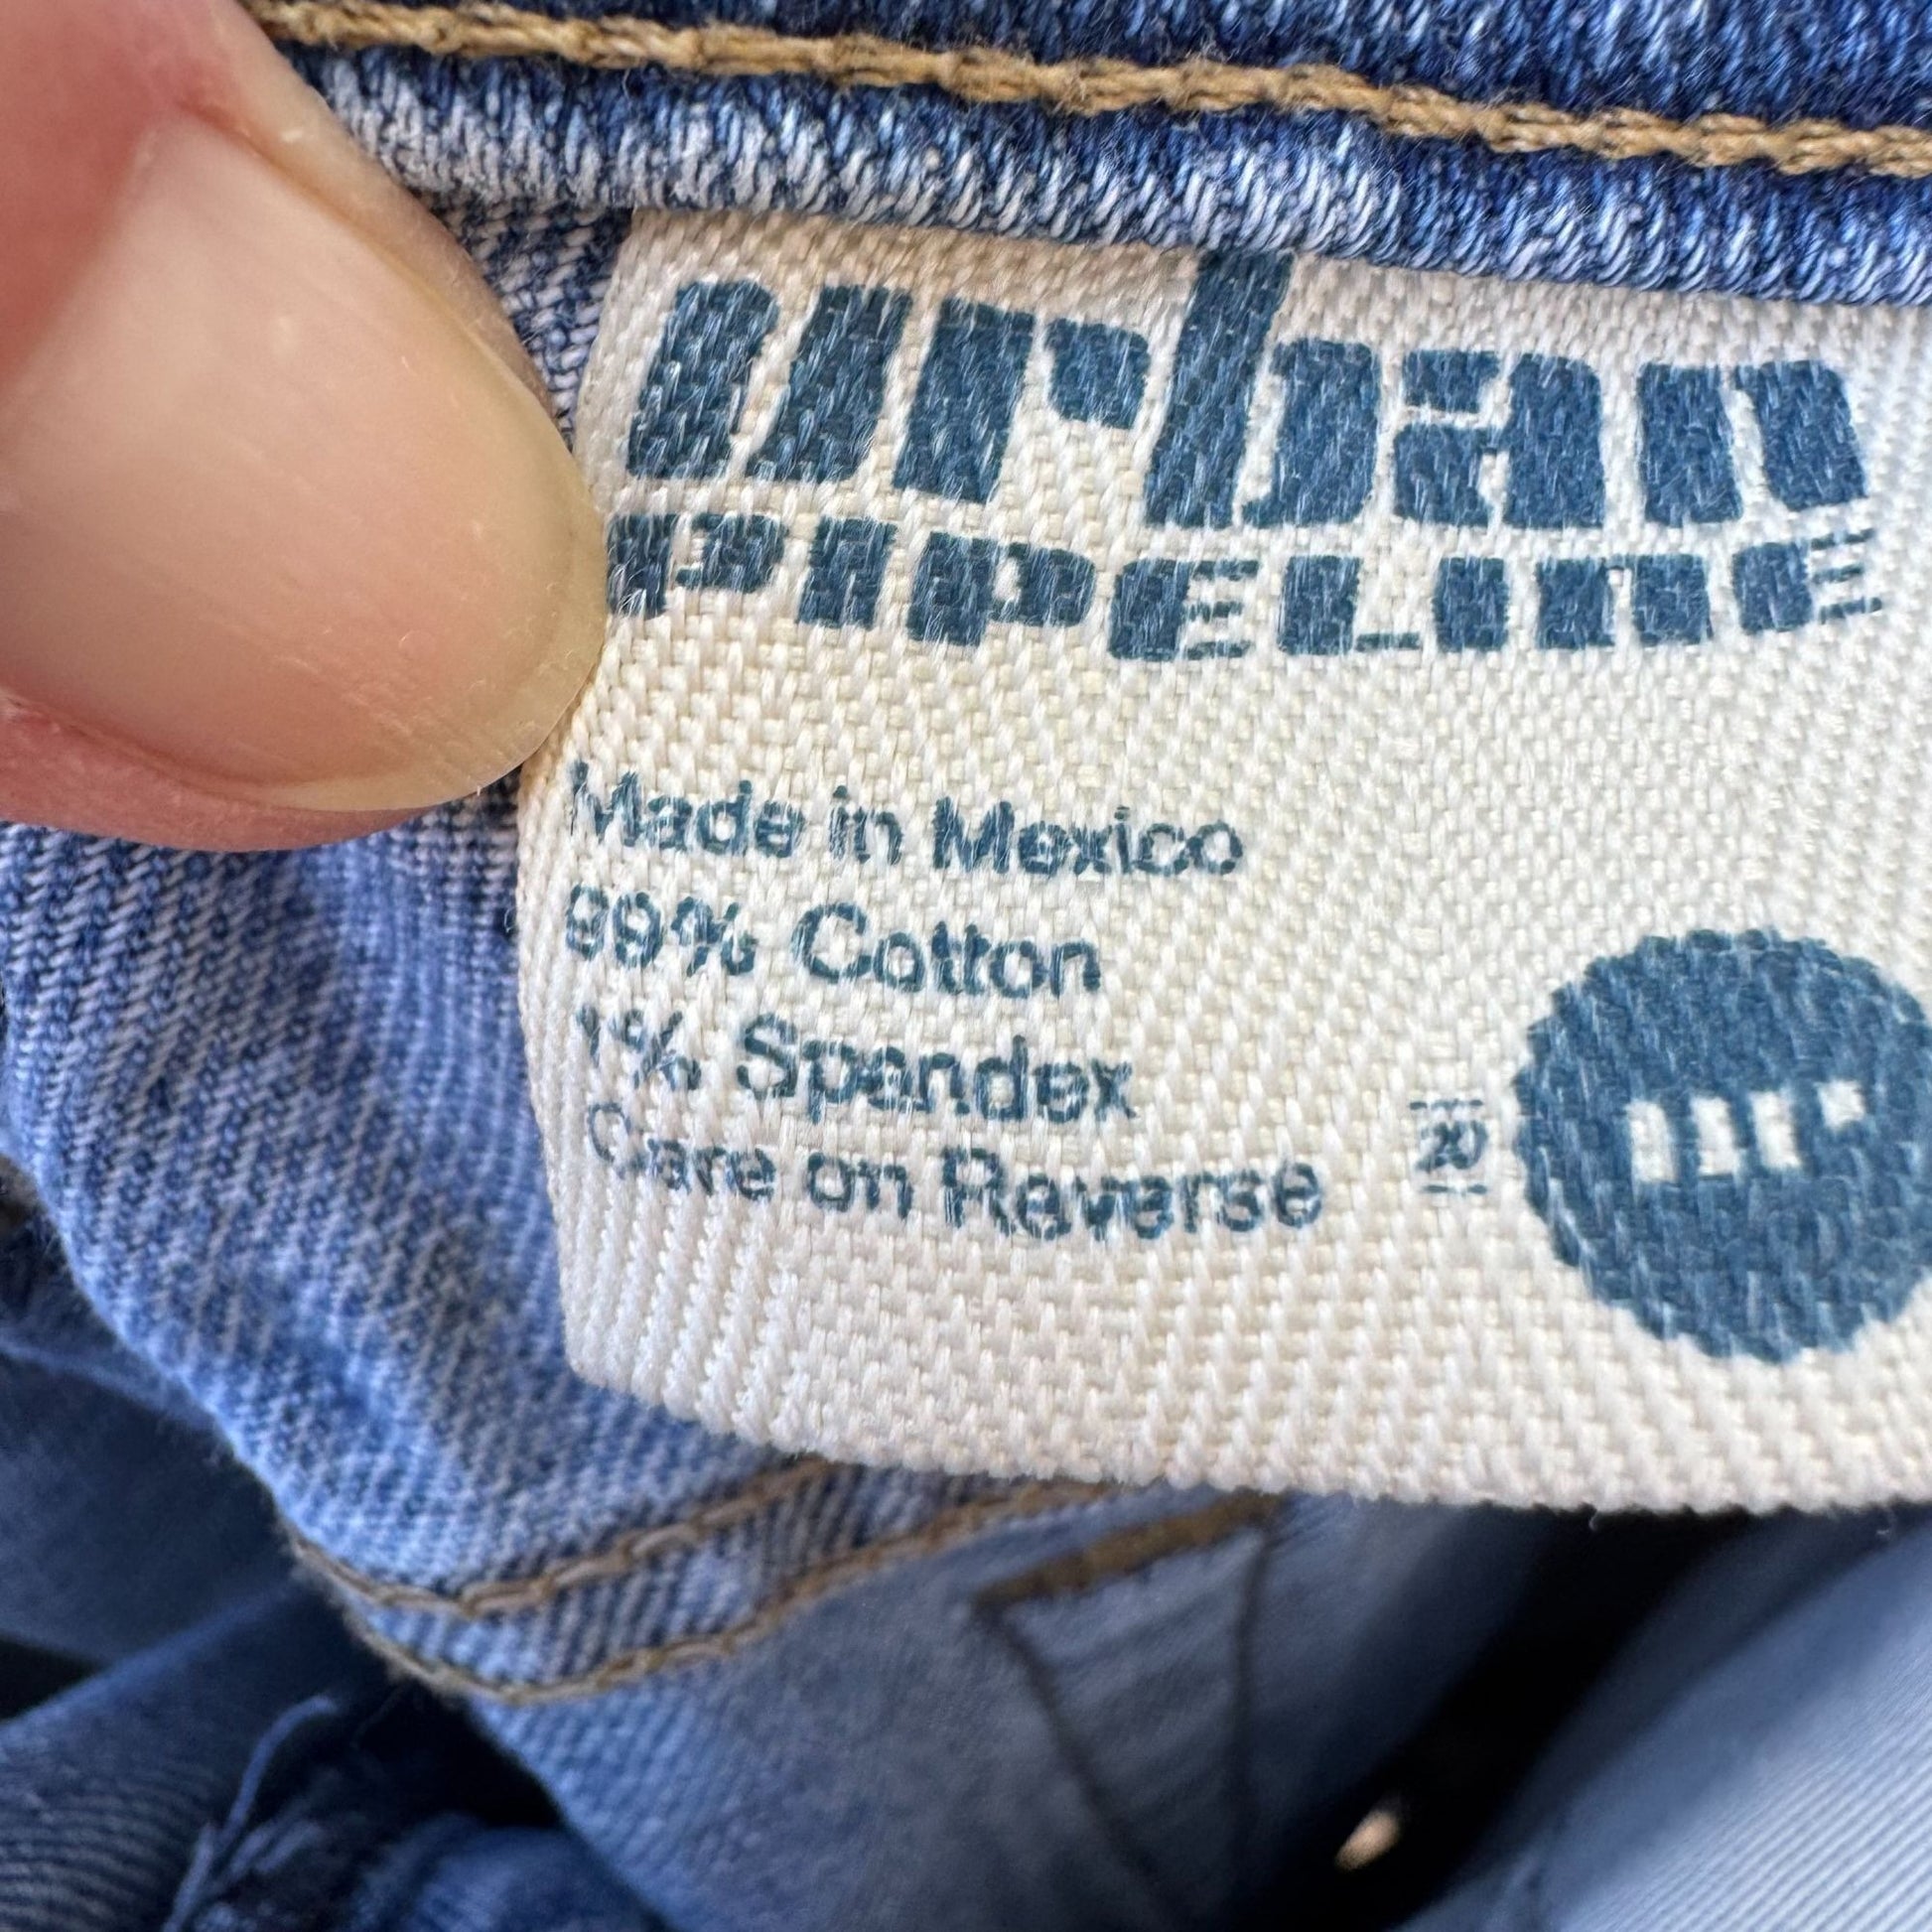 urban
PIPELINE
Made in Mexico
99% Cotton
1% Spandex
Care on Reverse
20